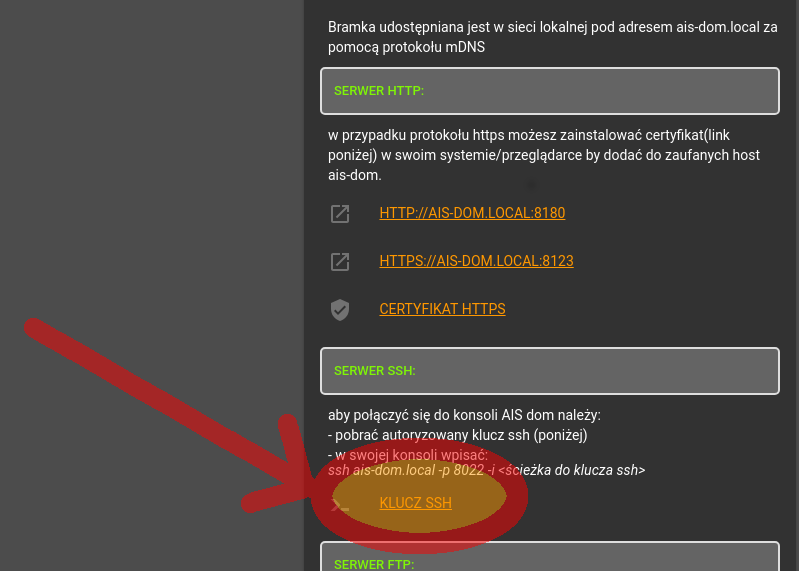 Bramka udostępniana jest w sieci lokalnej pod adresem ais-dom.local za
pomocą protokołu mDNS
SERWER HTTP:
w przypadku protokołu https możesz zainstalować certyfikat(link
poniżej) w swoim systemie/przeglądarce by dodać do zaufanych host
ais-dom.
HTTP://AIS-DOM.LOCAL:8180
HTTPS://AIS-DOM.LOCAL:8123
CERTYFIKAT HTTPS
SERWER SSH:
aby połączyć się do konsoli AIS dom należy:
- pobrać autoryzowany klucz ssh (poniżej)
- w swojej konsoli wpisać:
ssh ais-dom.local -p 8022 -i <ścieżka do klucza ssh>
KLUCZ SSH
SERWER FTP: